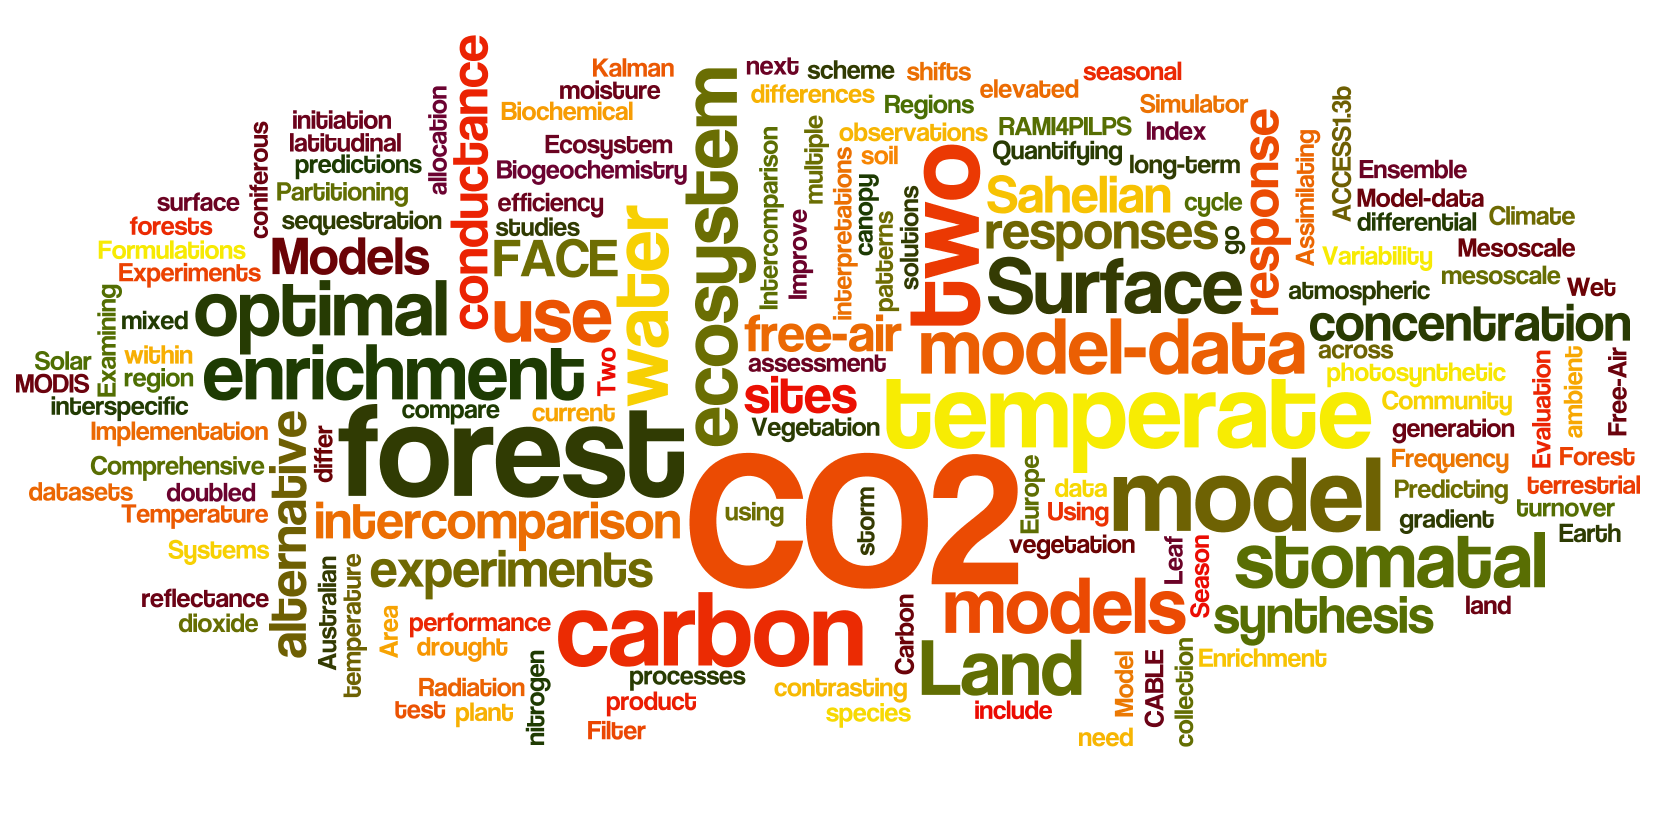 conductance
Kalman
next
scheme
shifts
seasonal
moisture
differences
elevated
Biochemical
Regions
Simulator
initiation
allocation
ecosystem
multiple
observations
RAMI4PILPS
Index
response
ACCESS1.3b
latitudinal
coniferous
Ecosystem
Intercomparison
interpretations
soil
two
Quantifying
long-term
Assimilating
Ensemble
predictions
Biogeochemistry
canopy
Partitioning
solutions
Sahelian
cycle
Model-data
surface
efficiency
Improve
patterns
differential
Climate
sequestration
studies
water
responses
go
forests
Formulations
Models
FACE
Variability
Mesoscale
Experiments
Surface
mesoscale
Examining
optimal
use
atmospheric
Wet
mixed
free-air
model-data
concentration
Solar
within
enrichment
Two
assessment
across
MODIS
region
sites
temperate
photosynthetic
Evaluation
ambient
Free-Air
interspecific
compare
current
Community
Implementation
alternative
differ
forest
Vegetation
generation
Comprehensive
CO2
Europe
model
Frequency
Forest
datasets
doubled
data
Predicting
terrestrial
Temperature
intercomparison
using
storm
Using
gradient
turnover
Systems
vegetation
Leaf
Season
Earth
Australian
temperature
experiments
stomatal
reflectance
Area
performance
carbon
Carbon
models
synthesis
land
dioxide
drought
nitrogen
processes
Land
Model
CABLE
collection
Enrichment
Radiation
contrasting
test
plant
product
species
include
Filter
need